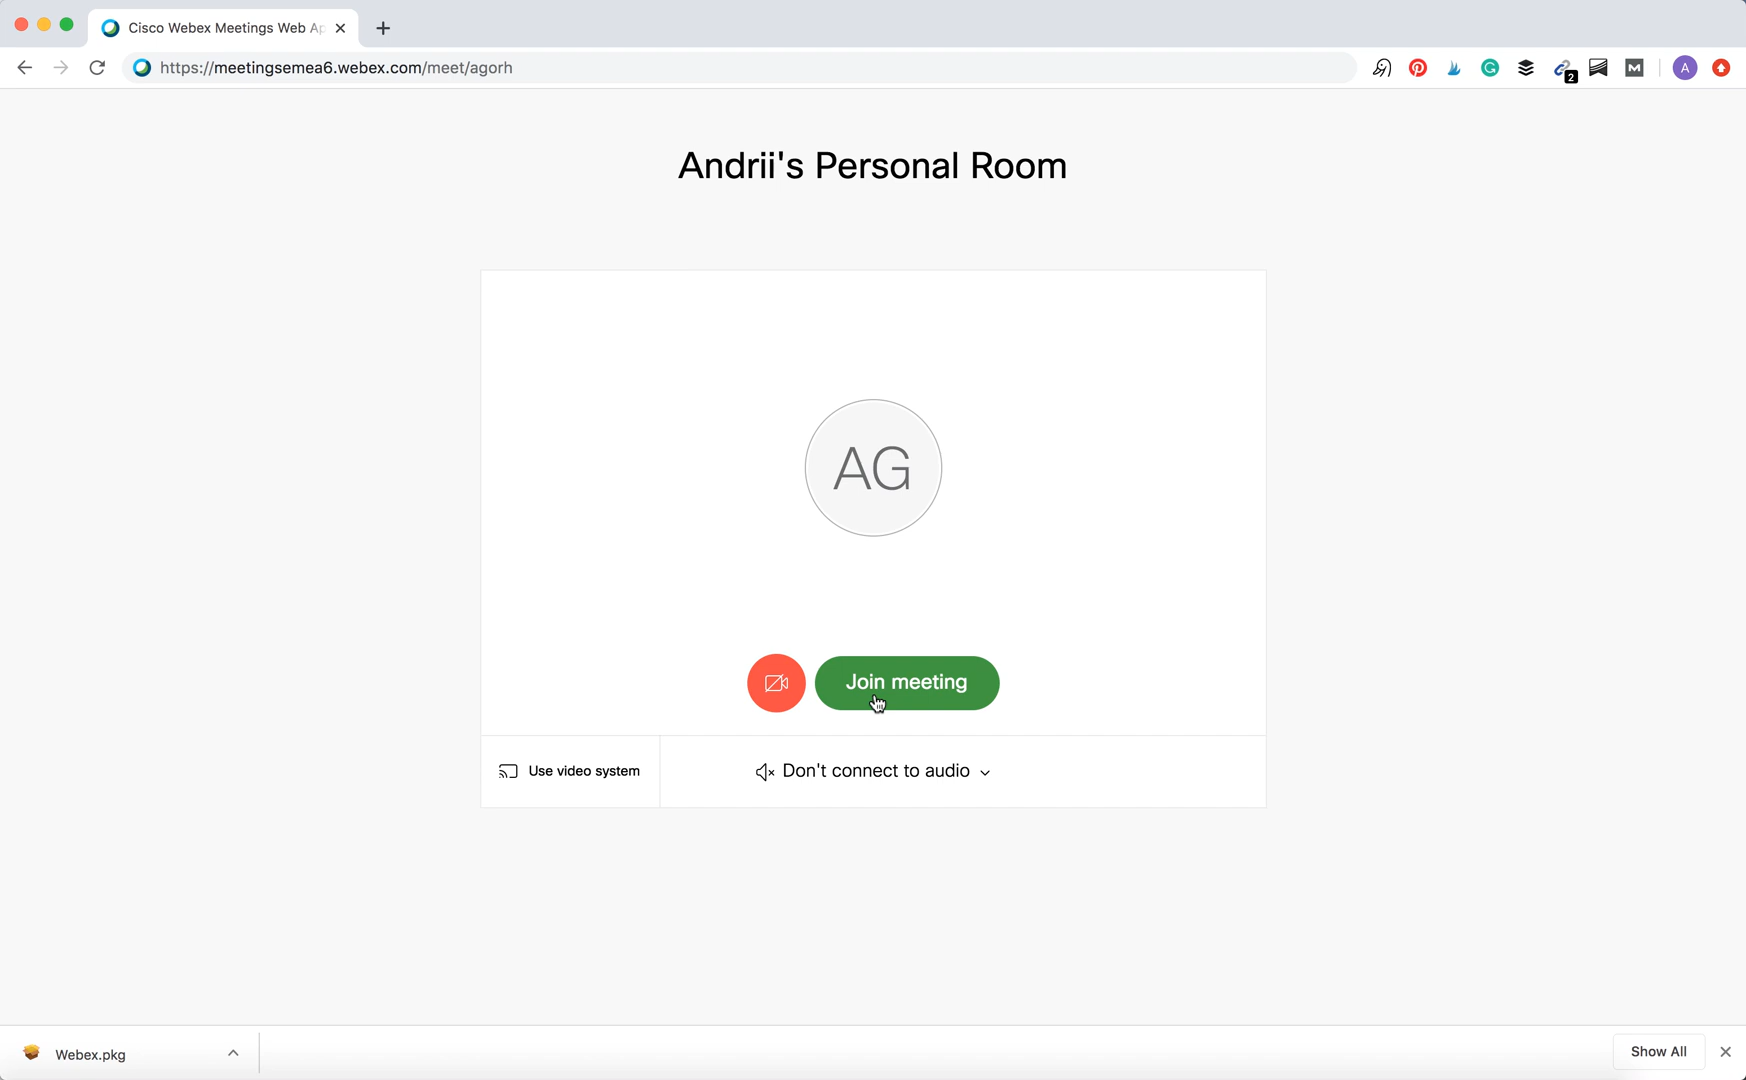 Cisco Webex Meetings Web Ap
https://meetingsemea6.webex.com/meet/agorh
G
2
M
A
Andrii's Personal Room
AG
Join meeting
Use video system
Don't connect to audio
Webex.pkg
Show All